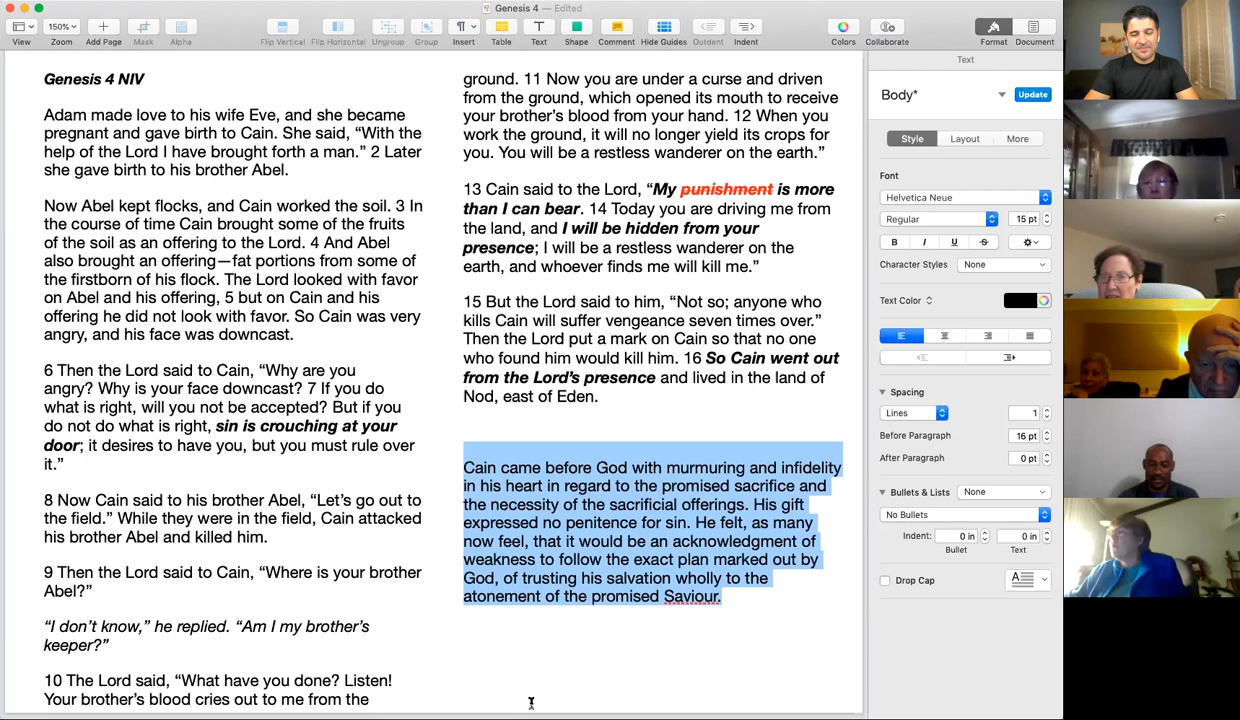 Genesis 4 — Edited
View
150%
Zoom
Add Page
Mask
Alpha
Flip Vertical
Flip Horizontal
Ungroup
Group
Insert
Table
Text
Shape
Comment
Hide Guides
Outdent
Indent
Colors
Collaborate
Format
Document
Genesis 4 NIV
Adam made love to his wife Eve, and she became
pregnant and gave birth to Cain. She said, “With the
help of the Lord I have brought forth a man.” 2 Later
she gave birth to his brother Abel.
Now Abel kept flocks, and Cain worked the soil. 3 In
the course of time Cain brought some of the fruits
of the soil as an offering to the Lord. 4 And Abel
also brought an offering—fat portions from some of
the firstborn of his flock. The Lord looked with favor
on Abel and his offering, 5 but on Cain and his
offering he did not look with favor. So Cain was very
angry, and his face was downcast.
6 Then the Lord said to Cain, “Why are you
angry? Why is your face downcast? 7 If you do
what is right, will you not be accepted? But if you
do not do what is right, sin is crouching at your
door; it desires to have you, but you must rule over
it.”
8 Now Cain said to his brother Abel, “Let’s go out to
the field.” While they were in the field, Cain attacked
his brother Abel and killed him.
9 Then the Lord said to Cain, “Where is your brother
Abel?”
“I don’t know,” he replied. “Am I my brother’s
keeper?”
10 The Lord said, “What have you done? Listen!
Your brother’s blood cries out to me from the
ground. 11 Now you are under a curse and driven
from the ground, which opened its mouth to receive
your brother’s blood from your hand. 12 When you
work the ground, it will no longer yield its crops for
you. You will be a restless wanderer on the earth.”
13 Cain said to the Lord, “My punishment is more
than I can bear. 14 Today you are driving me from
the land, and I will be hidden from your
presence; I will be a restless wanderer on the
earth, and whoever finds me will kill me.”
15 But the Lord said to him, “Not so; anyone who
kills Cain will suffer vengeance seven times over.”
Then the Lord put a mark on Cain so that no one
who found him would kill him. 16 So Cain went out
from the Lord’s presence and lived in the land of
Nod, east of Eden.
Cain came before God with murmuring and infidelity
in his heart in regard to the promised sacrifice and
the necessity of the sacrificial offerings. His gift
expressed no penitence for sin. He felt, as many
now feel, that it would be an acknowledgment of
weakness to follow the exact plan marked out by
God, of trusting his salvation wholly to the
atonement of the promised Saviour.
Text
Body*
Update
Style
Layout
More
Font
Helvetica Neue
Regular
15 pt
B
I
U
S
Character Styles
None
Text Color
Spacing
Lines
1
Before Paragraph
16 pt
After Paragraph
0 pt
Bullets & Lists
None
No Bullets
Indent:
0 in
0 in
Bullet
Text
Drop Cap
A